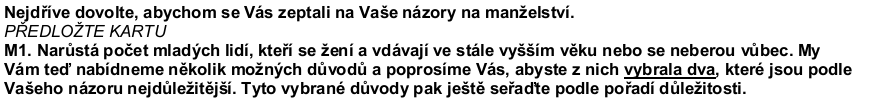 Nejdříve dovolte, abychom se Vás zeptali na Vaše názory na manželství.
PŘEDLOŽTE KARTU
M1. Narůstá počet mladých lidí, kteří se žení a vdávají ve stále vyšším věku nebo se neberou vůbec. My
Vám teď nabídneme několik možných důvodů a poprosíme Vás, abyste z nich vybrala dva, které jsou podle
Vašeho názoru nejdůležitější. Tyto vybrané důvody pak ještě seřaďte podle pořadí důležitosti.